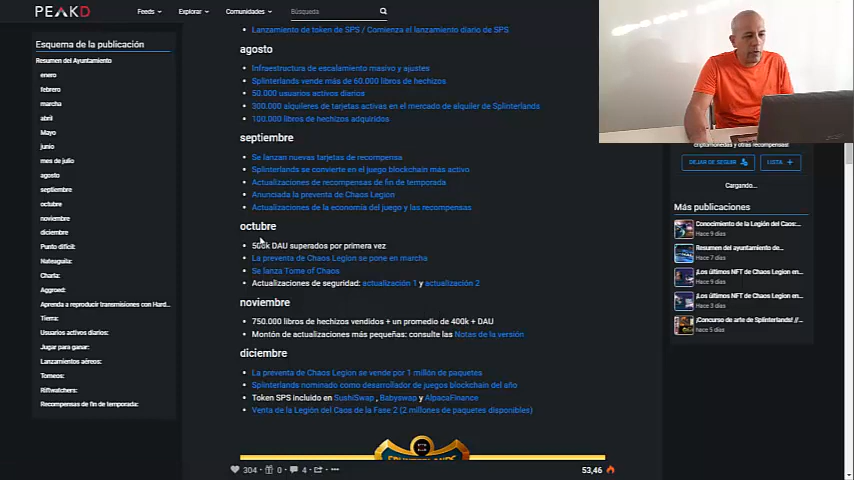 PEAKD
Feeds
Explorar
Comunidades
Búsqueda
Esquema de la publicación
Resumen del Ayuntamiento
enero
febrero
marcha
abril
Mayo
junio
mes de julio
agosto
septiembre
octubre
noviembre
diciembre
Punto difícil:
Nateaguila:
Charla:
Aggroed:
Aprenda a reproducir transmisiones con Hard...
Tierra:
Usuarios activos diarios:
Jugar para ganar:
Lanzamientos aéreos:
Torneos:
Riftwatchers:
Recompensas de fin de temporada:
Lanzamiento de token de SPS / Comienza el lanzamiento diario de SPS
agosto
Infraestructura de escalamiento masivo y ajustes
Splinterlands vende más de 60.000 libros de hechizos
50.000 usuarios activos diarios
300.000 alquileres de tarjetas activas en el mercado de alquiler de Splinterlands
100.000 libros de hechizos adquiridos
septiembre
Se lanzan nuevas tarjetas de recompensa
Splinterlands se convierte en el juego blockchain más activo
Actualizaciones de recompensas de fin de temporada
Anunciada la preventa de Chaos Legion
Actualizaciones de la economía del juego y las recompensas
octubre
500k DAU superados por primera vez
La preventa de Chaos Legion se pone en marcha
Se lanza Tome of Chaos
Actualizaciones de seguridad: actualización 1 y actualización 2
noviembre
750.000 libros de hechizos vendidos + un promedio de 400k + DAU
Montón de actualizaciones más pequeñas: consulte las Notas de la versión
diciembre
La preventa de Chaos Legion se vende por 1 millón de paquetes
Splinterlands nominado como desarrollador de juegos blockchain del año
Token SPS incluido en SushiSwap , Babyswap y AlpacaFinance
Venta de la Legión del Caos de la Fase 2 (2 millones de paquetes disponibles)
304 · 0 · 4 ·
53,46
criptomonedas y otras recompensas!
DEJAR DE SEGUIR
LISTA +
Cargando...
Más publicaciones
Conocimiento de la Legión del Caos:...
Hace 9 días
Resumen del ayuntamiento de...
Hace 9 días
¡Los últimos NFT de Chaos Legion en...
Hace 9 días
¡Los últimos NFT de Chaos Legion en...
Hace 3 días
¡Concurso de arte de Splinterlands! //...
hace 5 días